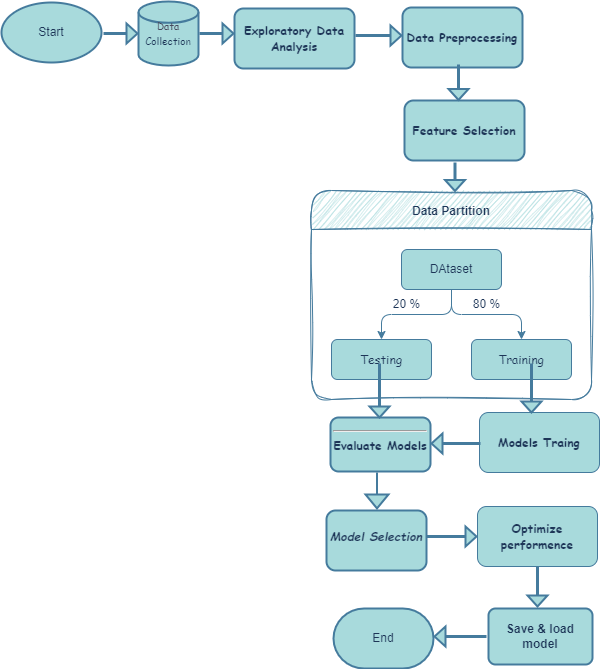 Start
Data
Collection
Exploratory Data
Analysis
Data Preprocessing
Feature Selection
Data Partition
DAtaset
20 %
80 %
Testing
Training
Evaluate Models
Models Traing
Model Selection
Optimize
performence
Save & load
model
End